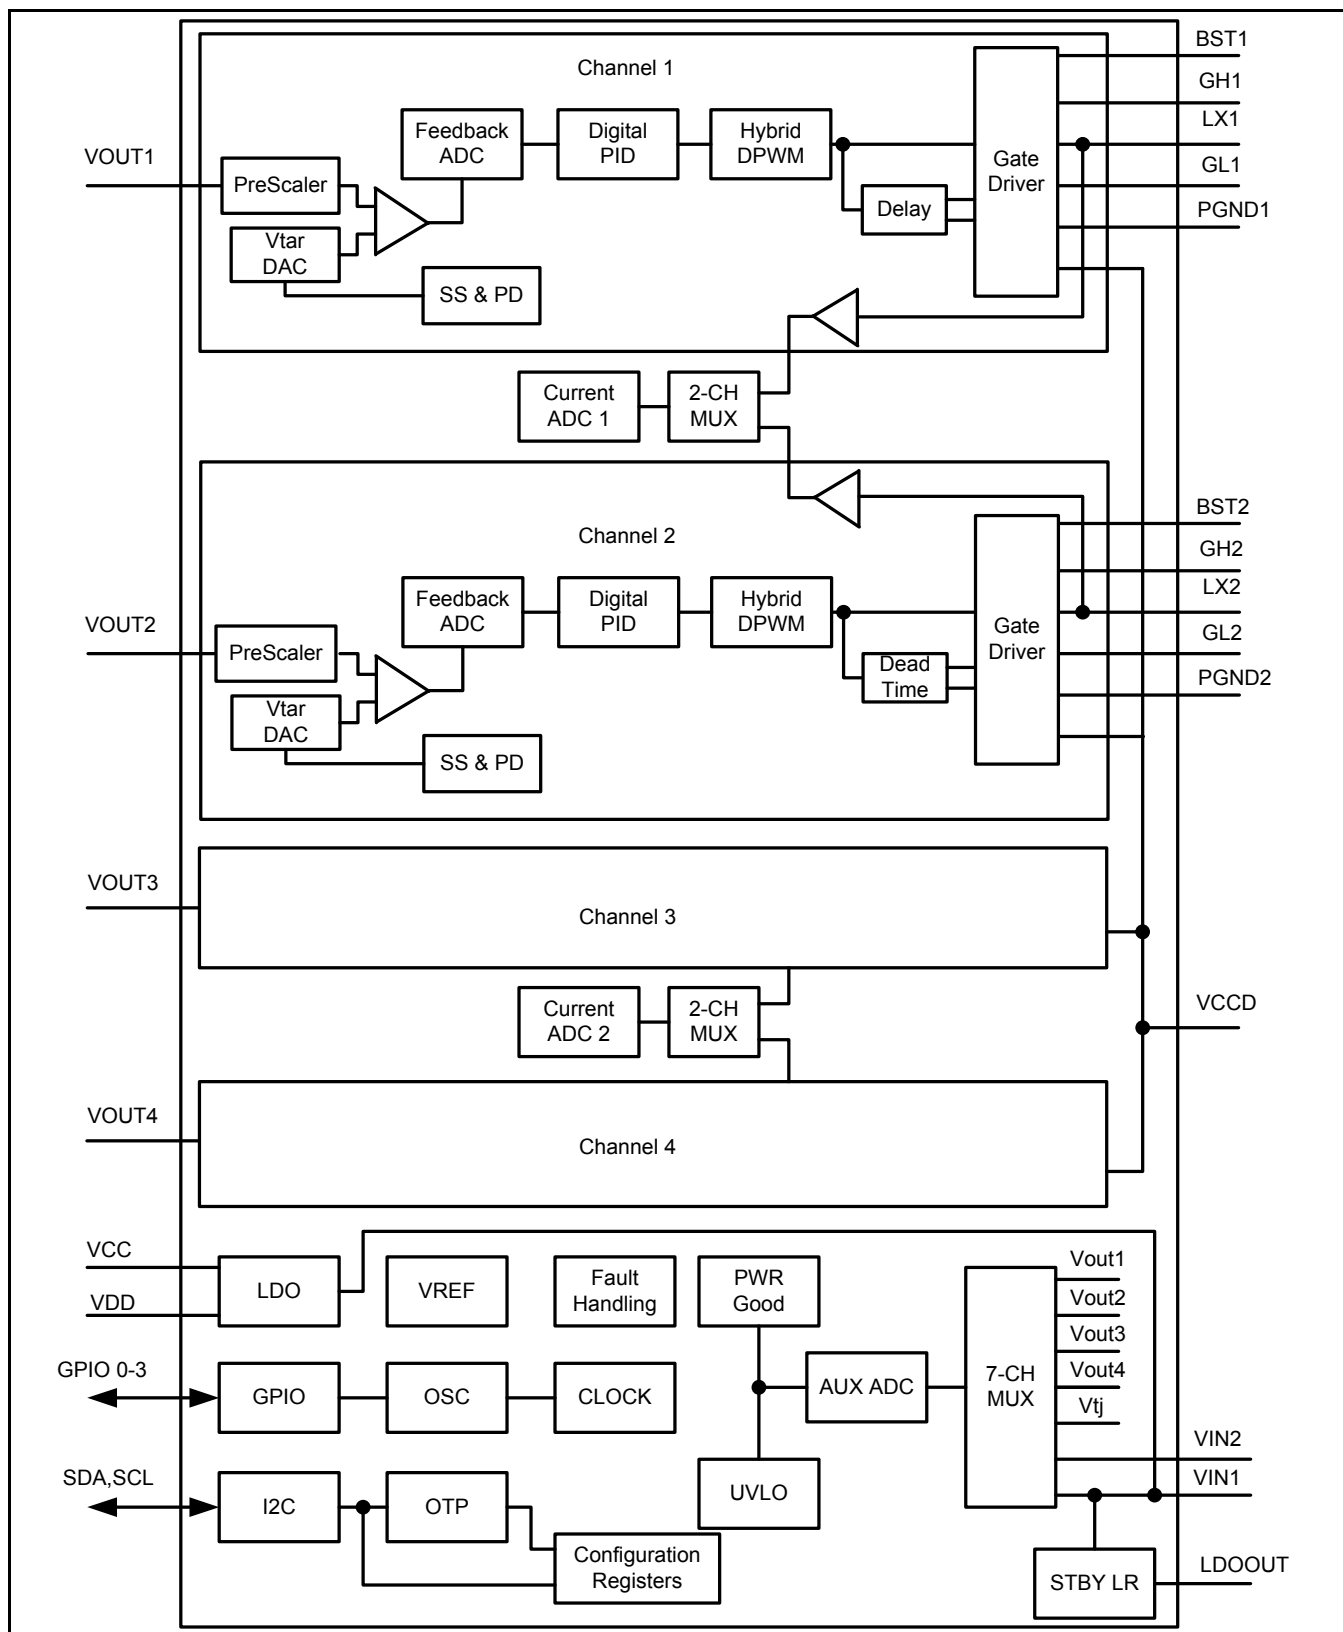 Channel 1
BST1
GH1
LX1
GL1
PGND1
VOUT1
PreScaler
Vtar
DAC
SS & PD
Feedback
ADC
Digital
PID
Hybrid
DPWM
Delay
Gate
Driver
Current
ADC 1
2-CH
MUX
Channel 2
BST2
GH2
LX2
GL2
PGND2
VOUT2
PreScaler
Vtar
DAC
SS & PD
Feedback
ADC
Digital
PID
Hybrid
DPWM
Dead
Time
Gate
Driver
VOUT3
Channel 3
Current
ADC 2
2-CH
MUX
VCCD
VOUT4
Channel 4
VCC
VDD
LDO
VREF
Fault
Handling
PWR
Good
GPIO 0-3
GPIO
OSC
CLOCK
AUX ADC
7-CH
MUX
Vout1
Vout2
Vout3
Vout4
Vtj
VIN2
VIN1
SDA,SCL
I2C
OTP
UVLO
Configuration
Registers
STBY LR
LDOOUT